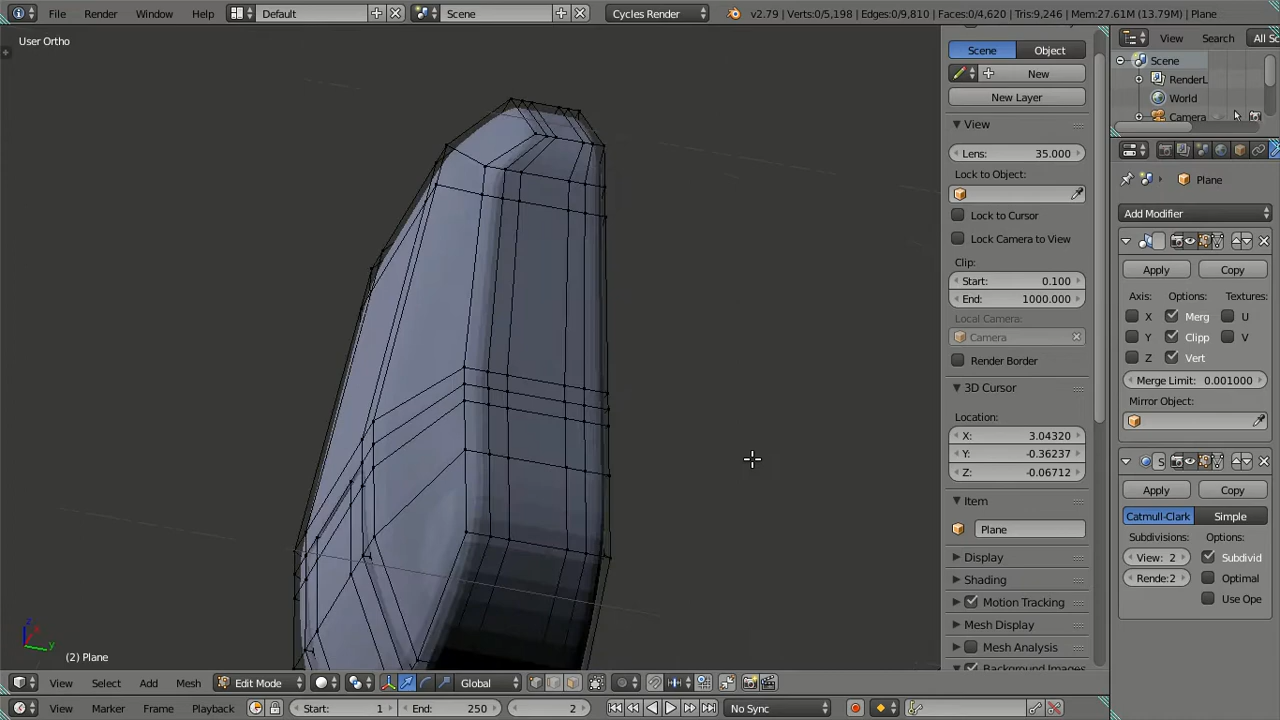 File Render Window Help Default Scene Cycles Render v2.79 | Verts:0/5,198 | Edges:0/9,810 | Faces:0/4,620 | Tris:9,246 | Mem:27.61M (13.79M) | Plane
User Ortho
Scene Object
New
New Layer
View
Lens: 35.000
Lock to Object:
Lock to Cursor
Lock Camera to View
Clip:
Start: 0.100
End: 1000.000
Local Camera:
Camera
Render Border
3D Cursor
Location:
X: 3.04320
Y: -0.36237
Z: -0.06712
Item
Plane
Display
Shading
Motion Tracking
Mesh Display
Mesh Analysis
Background Images
View Search All S
Scene
RenderL
World
Camera
Plane
Add Modifier
Apply Copy
Axis: Options: Textures:
X Merg U
Y Clipp V
Z Vert
Merge Limit: 0.001000
Mirror Object:
S
Apply Copy
Catmull-Clark Simple
Subdivisions: Options:
View: 2 Subdivid
Rende:2 Optimal
Use Ope
z
x
y
(2) Plane
View Select Add Mesh Edit Mode Global
View Marker Frame Playback Start: 1 End: 250 2 No Sync